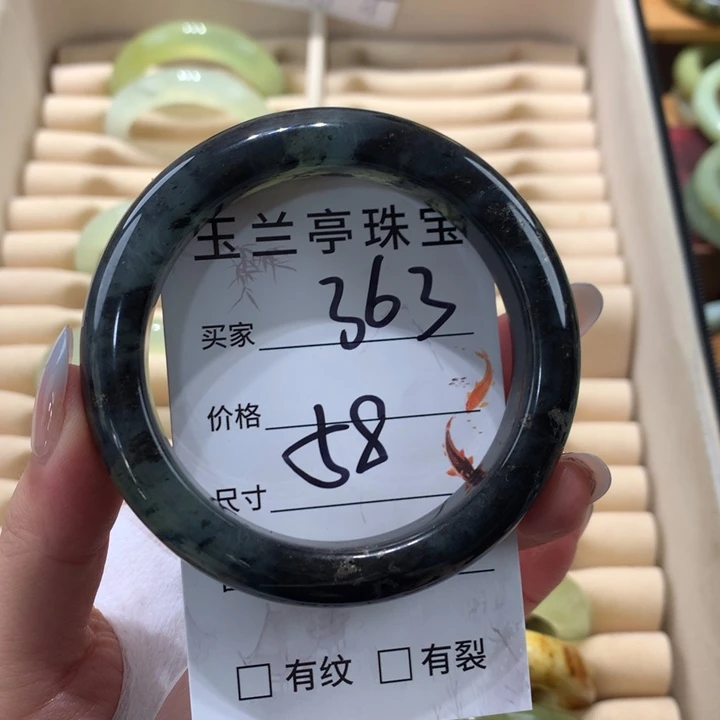 玉兰亭珠宝
买家 363
价格
尺寸 58
有纹 有裂